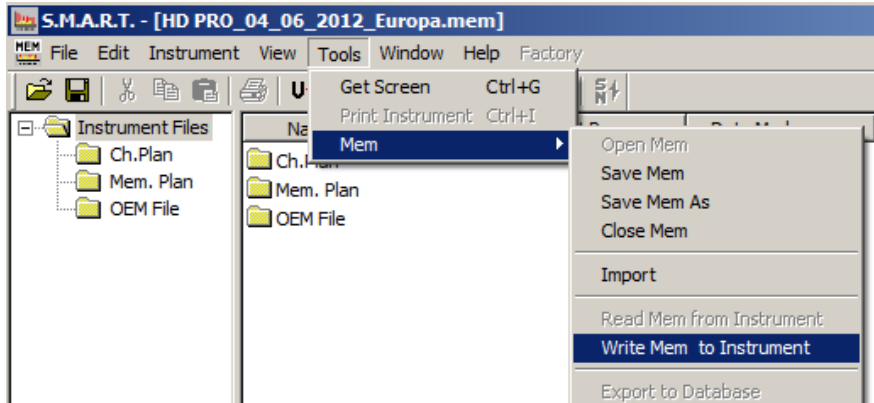 S.M.A.R.T. - [HD PRO_04_06_2012_Europa.mem]
MEM File Edit Instrument View Tools Window Help Factory
U
S N
Get Screen Ctrl+G
Print Instrument Ctrl+I
Mem
Instrument Files
Ch.Plan
Mem. Plan
OEM File
Na
Mem. Plan
OEM File
Open Mem
Save Mem
Save Mem As
Close Mem
Import
Read Mem from Instrument
Write Mem to Instrument
Export to Database